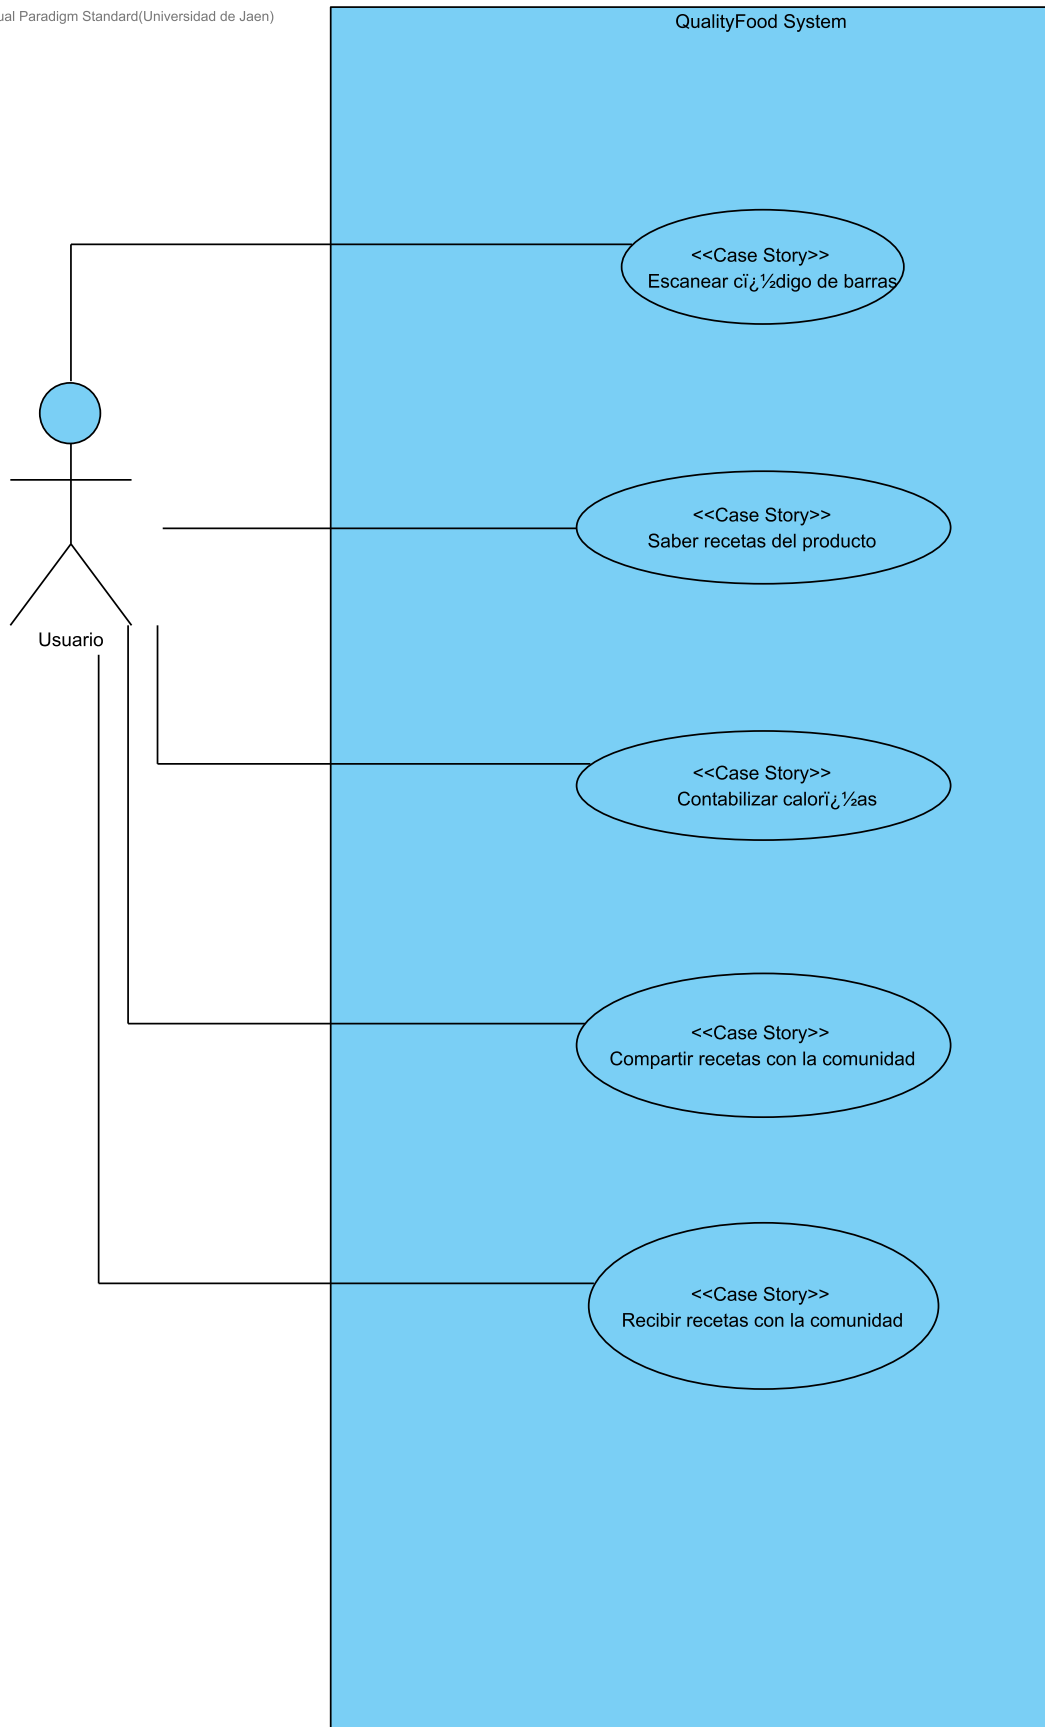 ual Paradigm Standard(Universidad de Jaen)
QualityFood System
<<Case Story>>
Escanear cï¿½digo de barras
<<Case Story>>
Saber recetas del producto
Usuario
<<Case Story>>
Contabilizar calorï¿½as
<<Case Story>>
Compartir recetas con la comunidad
<<Case Story>>
Recibir recetas con la comunidad